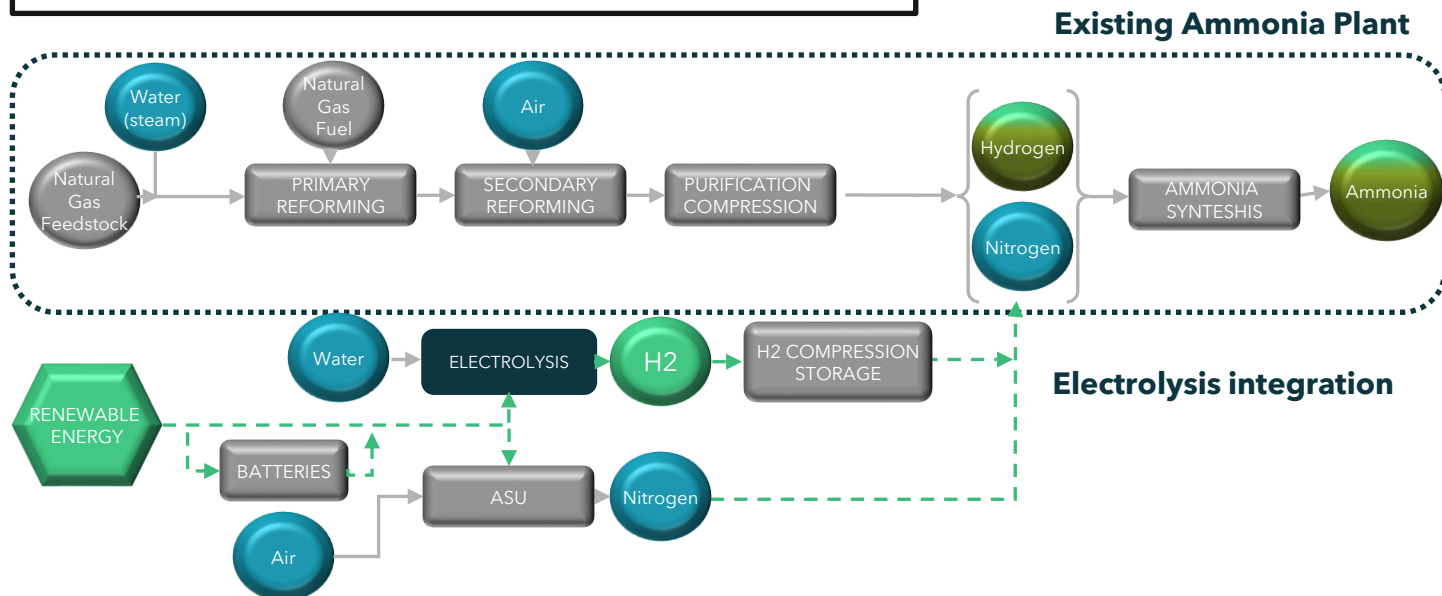 Existing Ammonia Plant
Water
(steam)
Natural
Gas
Fuel
Air
Natural
Gas
Feedstock
PRIMARY
REFORMING
SECONDARY
REFORMING
PURIFICATION
COMPRESSION
Hydrogen
Nitrogen
AMMONIA
SYNTESHIS
Ammonia
Water
ELECTROLYSIS
H2
H2 COMPRESSION
STORAGE
Electrolysis integration
RENEWABLE
ENERGY
BATTERIES
ASU
Nitrogen
Air